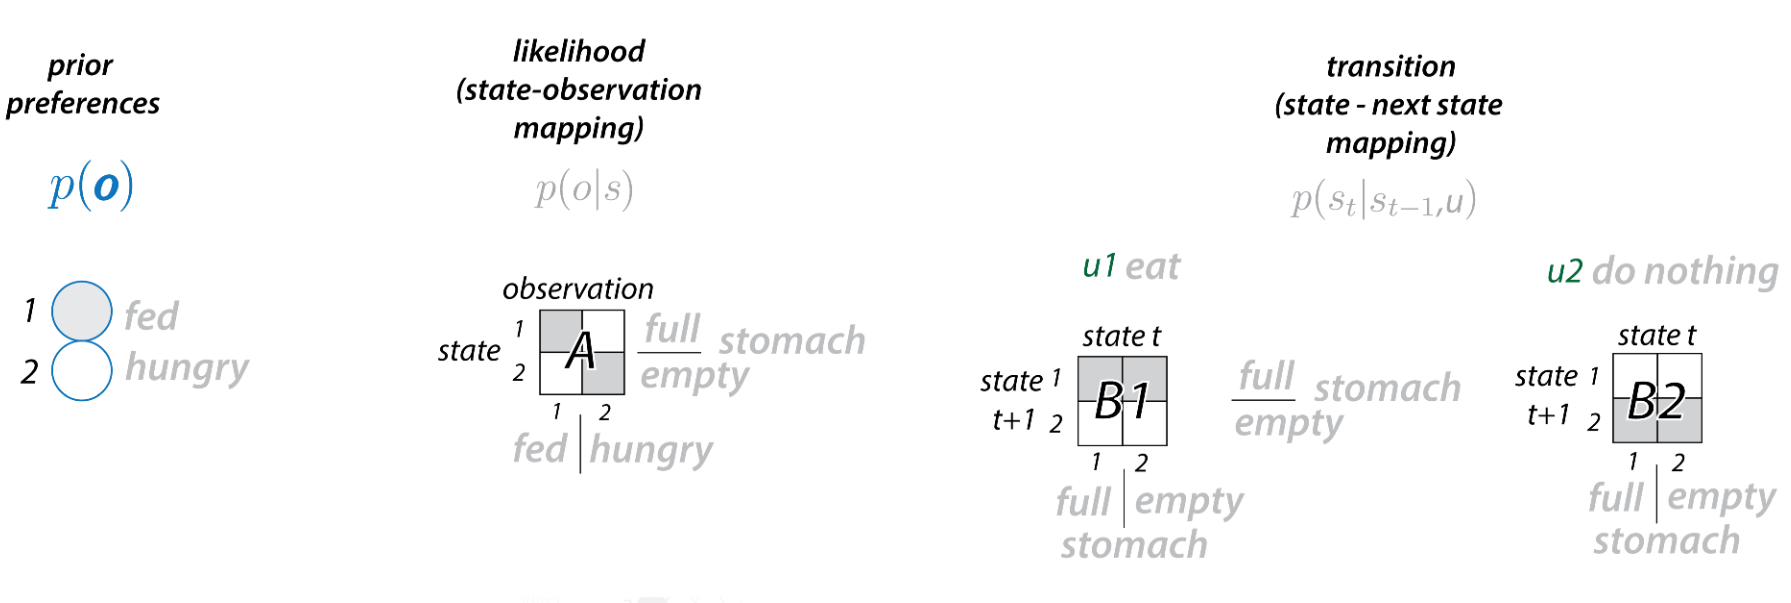 prior
preferences
p(o)
1 fed
2 hungry
likelihood
(state-observation
mapping)
p(o|s)
observation
state
1
2
A
full
empty
stomach
1 2
fed hungry
transition
(state - next state
mapping)
p(s_t|s_{t-1},u)
u1 eat
state t
state 1
t+1 2
B1
full
empty
stomach
1 2
full empty
stomach
u2 do nothing
state t
state 1
t+1 2
B2
1 2
full empty
stomach